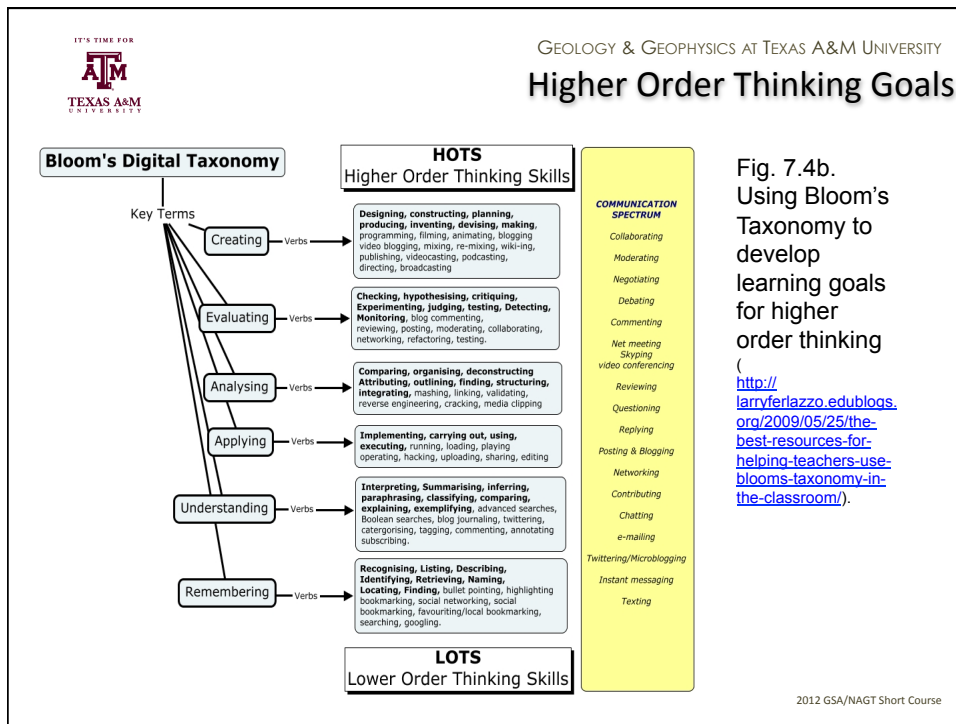 IT'S TIME FOR
TEXAS A&M
UNIVERSITY
GEOLOGY & GEOPHYSICS AT TEXAS A&M UNIVERSITY
Higher Order Thinking Goals
Bloom's Digital Taxonomy
Key Terms
HOTS
Higher Order Thinking Skills
Creating
Verbs
Designing, constructing, planning,
producing, inventing, devising, making,
programming, filming, animating, blogging
video blogging, mixing, re-mixing, wiki-ing,
publishing, videocasting, podcasting,
directing, broadcasting
Evaluating
Verbs
Checking, hypothesising, critiquing,
Experimenting, judging, testing, Detecting,
Monitoring, blog commenting,
reviewing, posting, moderating, collaborating,
networking, refactoring, testing.
Analysing
Verbs
Comparing, organising, deconstructing
Attributing, outlining, finding, structuring,
integrating, mashing, linking, validating,
reverse engineering, cracking, media clipping
Applying
Verbs
Implementing, carrying out, using,
executing, running, loading, playing
operating, hacking, uploading, sharing, editing
Understanding
Verbs
Interpreting, Summarising, inferring,
paraphrasing, classifying, comparing,
explaining, exemplifying, advanced searches,
Boolean searches, blog journaling, twittering,
catergorising, tagging, commenting, annotating
subscribing.
Remembering
Verbs
Recognising, Listing, Describing,
Identifying, Retrieving, Naming,
Locating, Finding, bullet pointing, highlighting
bookmarking, social networking, social
bookmarking, favouriting/local bookmarking,
searching, googling.
LOTS
Lower Order Thinking Skills
COMMUNICATION
SPECTRUM
Collaborating
Moderating
Negotiating
Debating
Commenting
Net meeting
Skyping
video conferencing
Reviewing
Questioning
Replying
Posting & Blogging
Networking
Contributing
Chatting
e-mailing
Twittering/Microblogging
Instant messaging
Texting
Fig. 7.4b.
Using Bloom's
Taxonomy to
develop
learning goals
for higher
order thinking
(
http://
larryferlazzo.edublogs.
org/2009/05/25/the-
best-resources-for-
helping-teachers-use-
blooms-taxonomy-in-
the-classroom/).
2012 GSA/NAGT Short Course